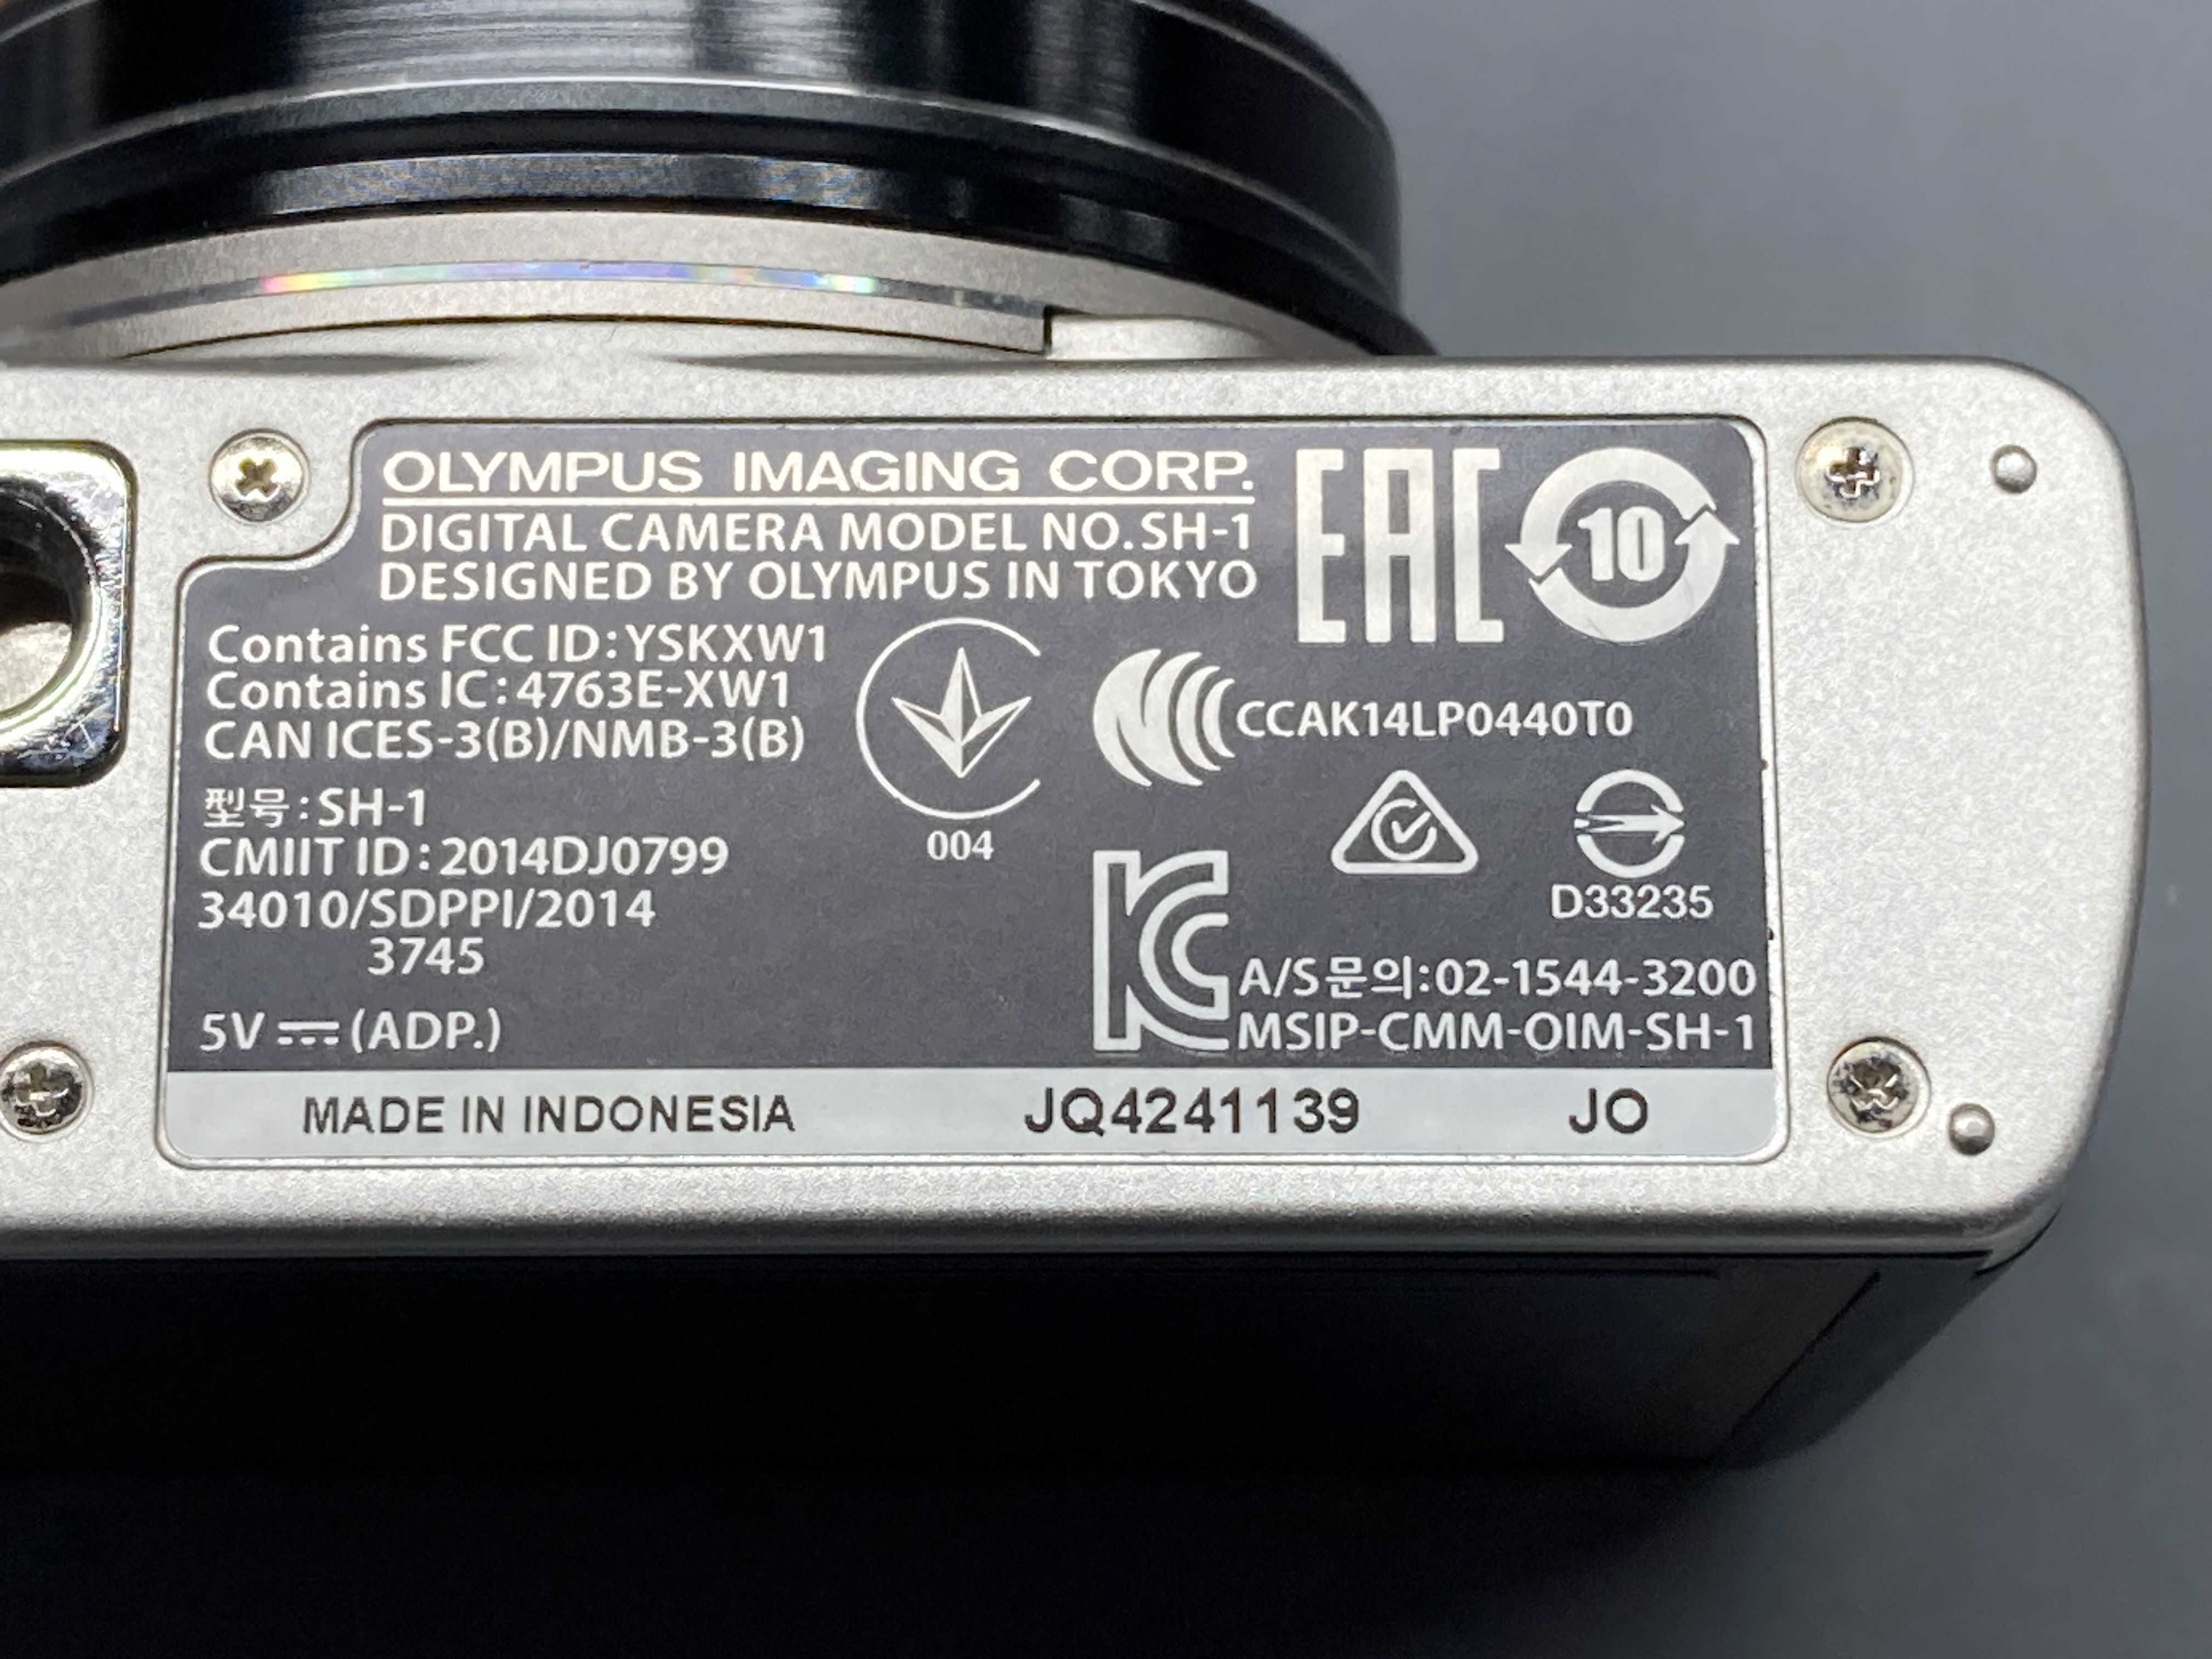 OLYMPUS IMAGING CORP.
DIGITAL CAMERA MODEL NO.SH-1
DESIGNED BY OLYMPUS IN TOKYO
EAC
10
Contains FCC ID:YSKXW1
Contains IC:4763E-XW1
CAN ICES-3(B)/NMB-3(B)
004
CCAK14LP0440T0
型号:SH-1
CMIIT ID:2014DJ0799
34010/SDPPI/2014
3745
D33235
5V (ADP.)
KC
A/S문의:02-1544-3200
MSIP-CMM-OIM-SH-1
MADE IN INDONESIA JQ4241139 JO